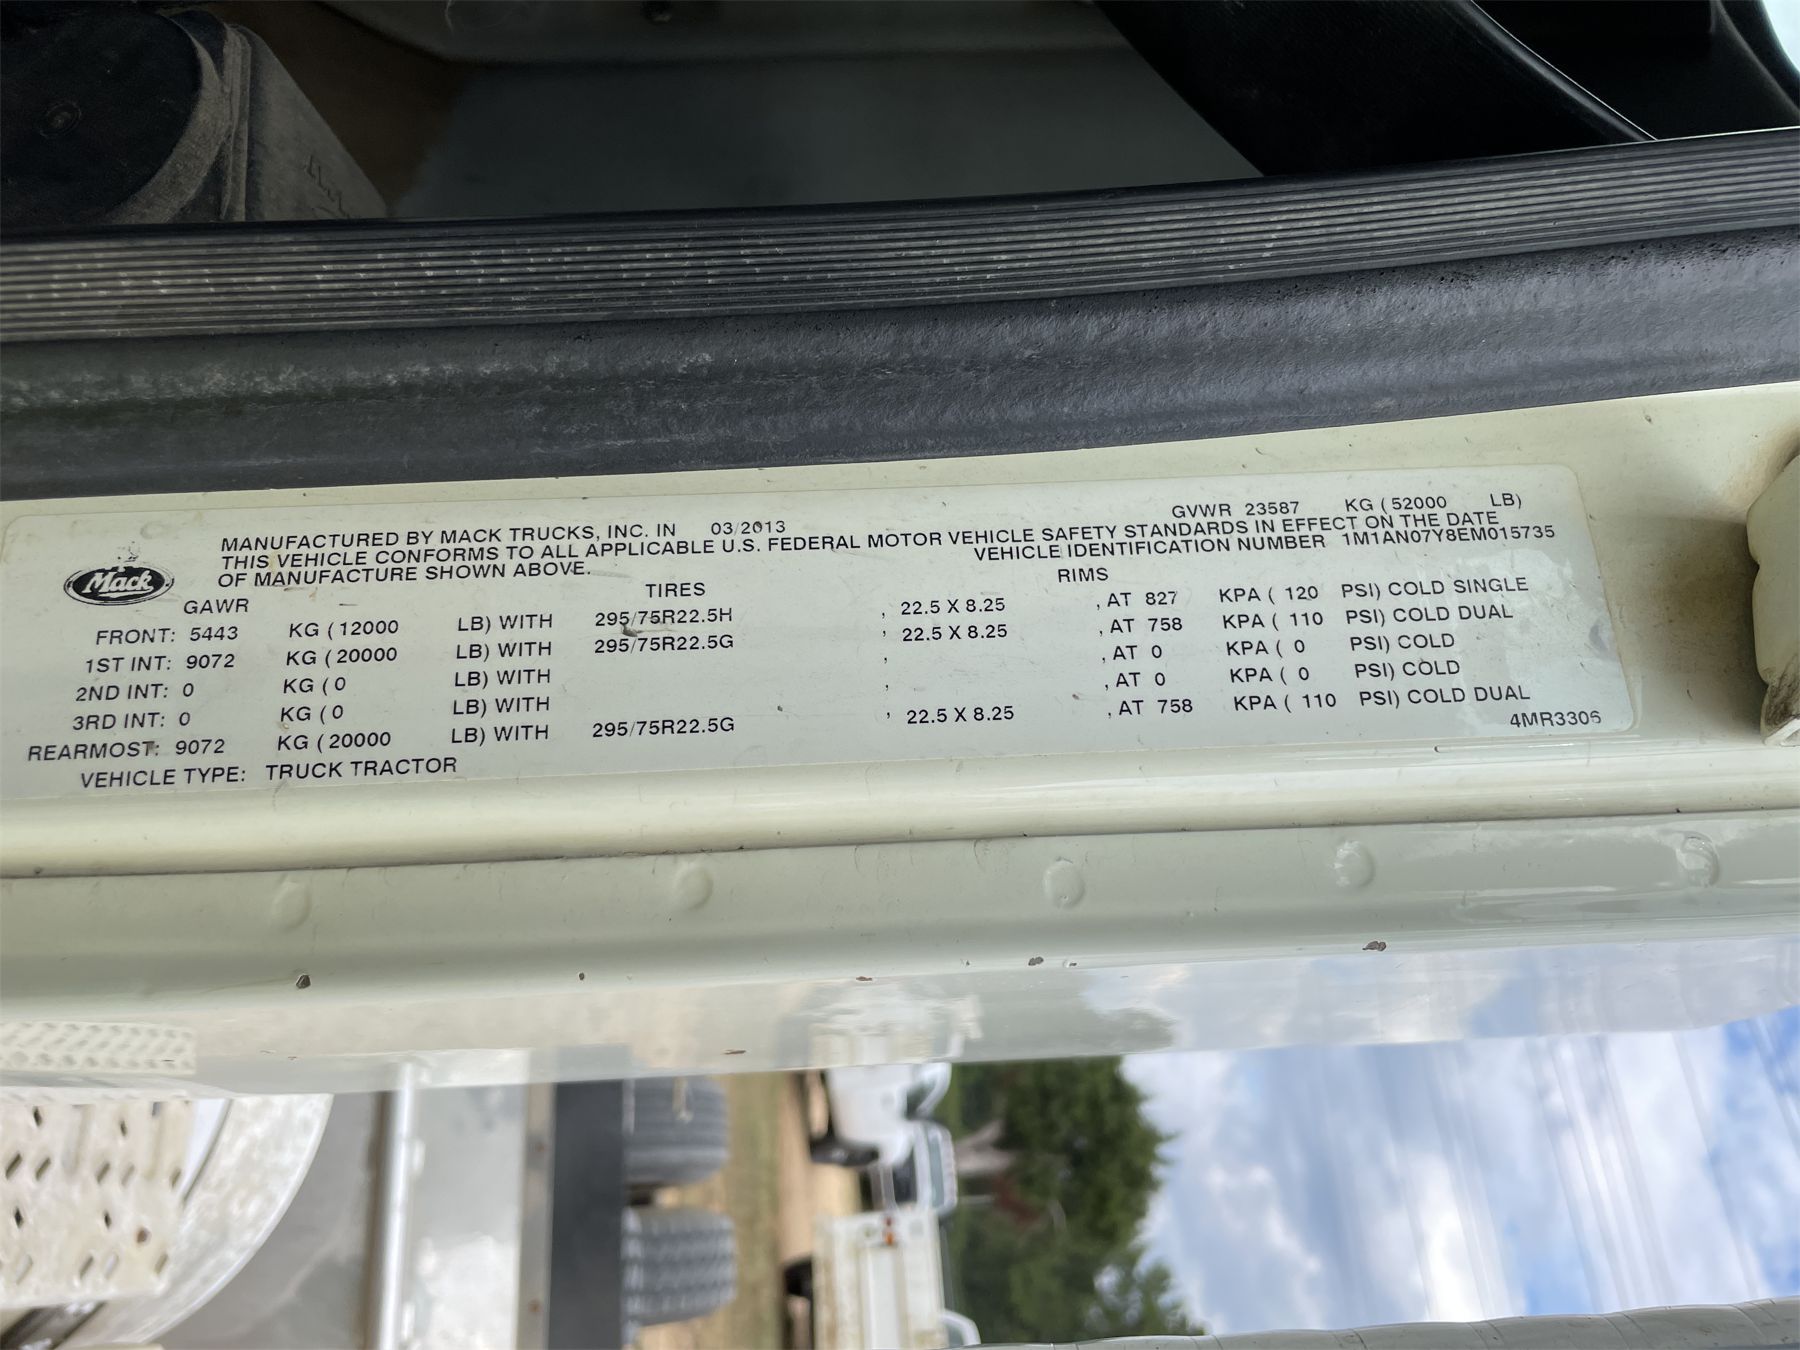 GVWR 23587 KG ( 52000 LB)
MANUFACTURED BY MACK TRUCKS, INC. IN 03/2013
THIS VEHICLE CONFORMS TO ALL APPLICABLE U.S. FEDERAL MOTOR VEHICLE SAFETY STANDARDS IN EFFECT ON THE DATE
OF MANUFACTURE SHOWN ABOVE. VEHICLE IDENTIFICATION NUMBER 1M1AN07Y8EM015735
Mack
GAWR TIRES RIMS
FRONT: 5443 KG ( 12000 LB) WITH 295/75R22.5H , 22.5 X 8.25 , AT 827 KPA ( 120 PSI) COLD SINGLE
1ST INT: 9072 KG ( 20000 LB) WITH 295/75R22.5G , 22.5 X 8.25 , AT 758 KPA ( 110 PSI) COLD DUAL
2ND INT: 0 KG ( 0 LB) WITH , , AT 0 KPA ( 0 PSI) COLD
3RD INT: 0 KG ( 0 LB) WITH , , AT 0 KPA ( 0 PSI) COLD
REARMOST: 9072 KG ( 20000 LB) WITH 295/75R22.5G , 22.5 X 8.25 , AT 758 KPA ( 110 PSI) COLD DUAL
VEHICLE TYPE: TRUCK TRACTOR 4MR3306